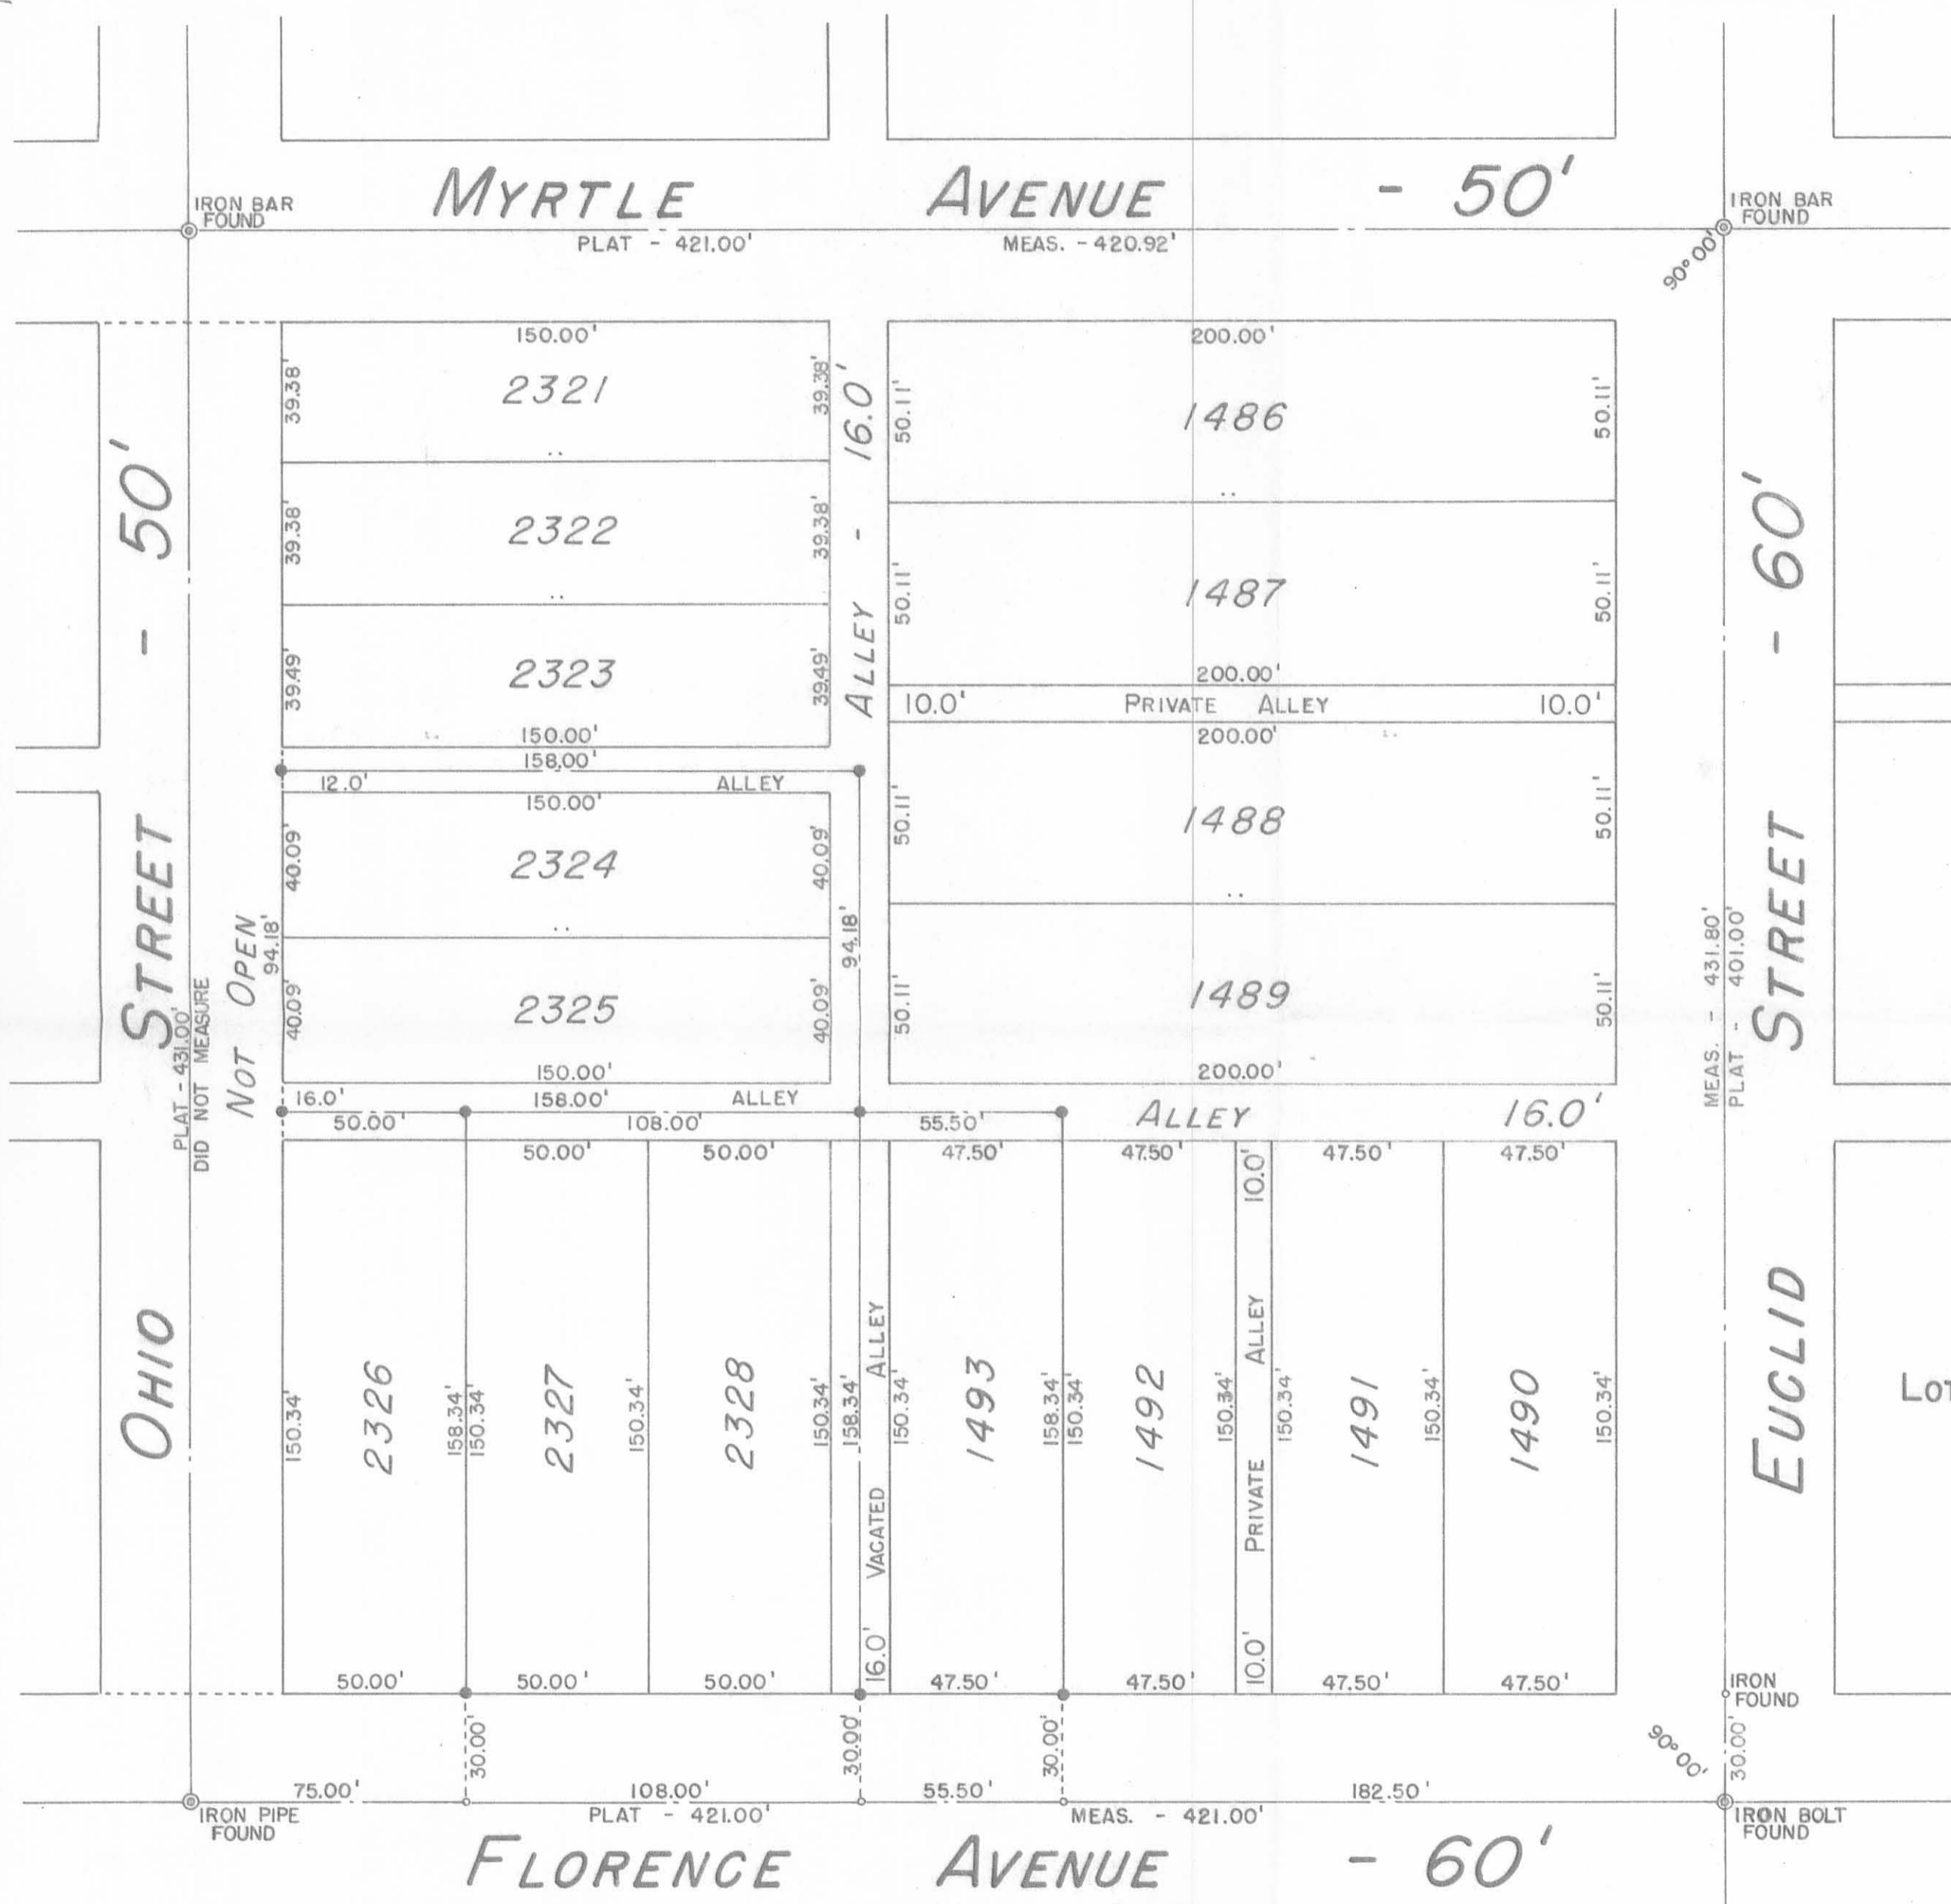 MYRTLE AVENUE - 50'
IRON BAR
FOUND
IRON BAR
FOUND
PLAT - 421.00' MEAS. - 420.92'
90° 00'
150.00'
39.38' 2321 39.38'
..
39.38' 2322 39.38'
..
39.49' 2323 39.49'
150.00'
158.00'
12.0' ALLEY
150.00'
40.09' 2324 40.09'
..
40.09' 2325 40.09'
150.00'
94.18'
94.18'
ALLEY - 16.0'
200.00'
50.11' 1486 50.11'
..
50.11' 1487 50.11'
200.00'
10.0' PRIVATE ALLEY 10.0'
200.00'
50.11' 1488 50.11'
..
50.11' 1489 50.11'
200.00'
OHIO STREET - 50'
NOT OPEN
PLAT - 431.00'
DID NOT MEASURE
EUCLID STREET - 60'
MEAS. - 431.80'
PLAT - 401.00'
16.0' 158.00' ALLEY
50.00' 108.00' 55.50'
ALLEY 16.0'
50.00' 50.00' 47.50' 47.50' 10.0' 47.50' 47.50'
150.34' 2326 158.34' 150.34' 2327 150.34' 2328 150.34' 158.34'
16.0' VACATED ALLEY
150.34' 1493 158.34' 150.34' 1492 150.34'
10.0' PRIVATE ALLEY
150.34' 1491 150.34' 1490 150.34'
50.00' 50.00' 50.00' 47.50' 47.50' 47.50' 47.50'
IRON
FOUND
Lo
30.00' 30.00' 30.00' 90° 00' 30.00'
75.00' 108.00' 55.50' 182.50'
IRON PIPE
FOUND
PLAT - 421.00' MEAS. - 421.00'
IRON BOLT
FOUND
FLORENCE AVENUE - 60'